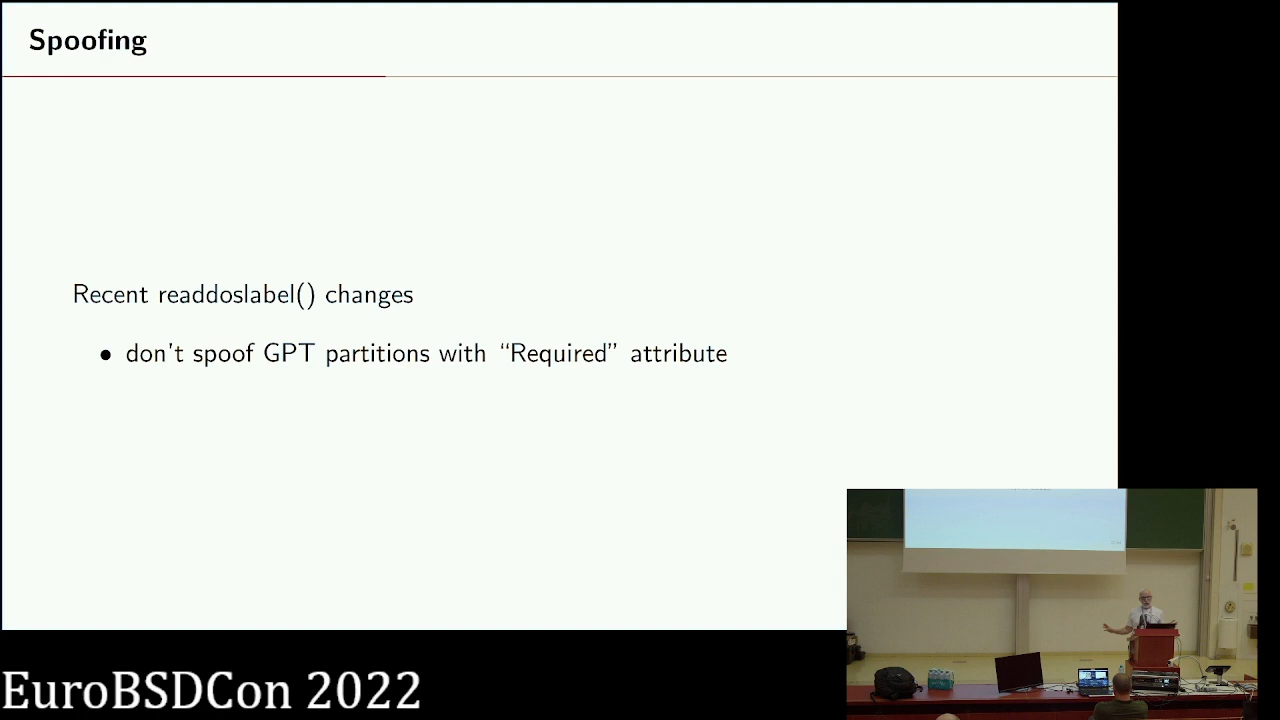 Spoofing
Recent readdoslabel() changes
• don't spoof GPT partitions with “Required” attribute
EuroBSDCon 2022